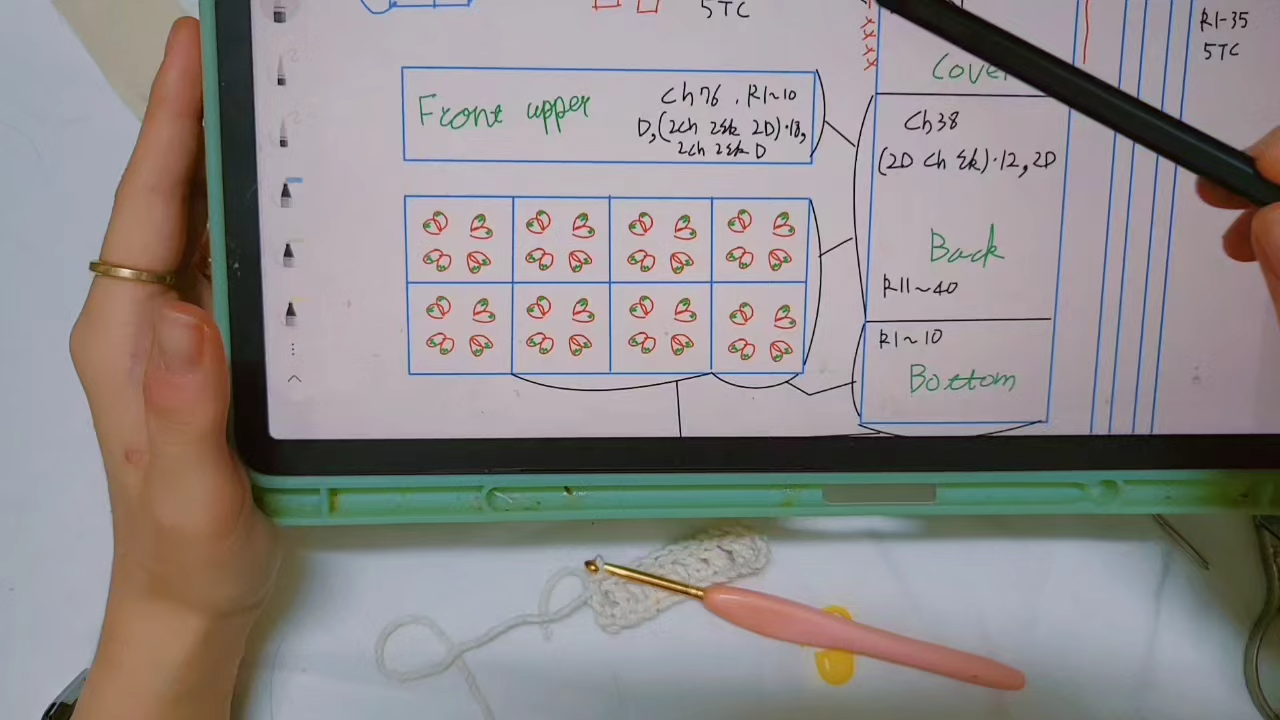 5TC
R1-35
5TC
Cover
Front upper
Ch76 . R1~10
D,(2ch 2sk 2D)·18,
2ch 2sk D
Ch38
(2D Ch sk)·12, 2D
Back
R11~40
R1~10
Bottom